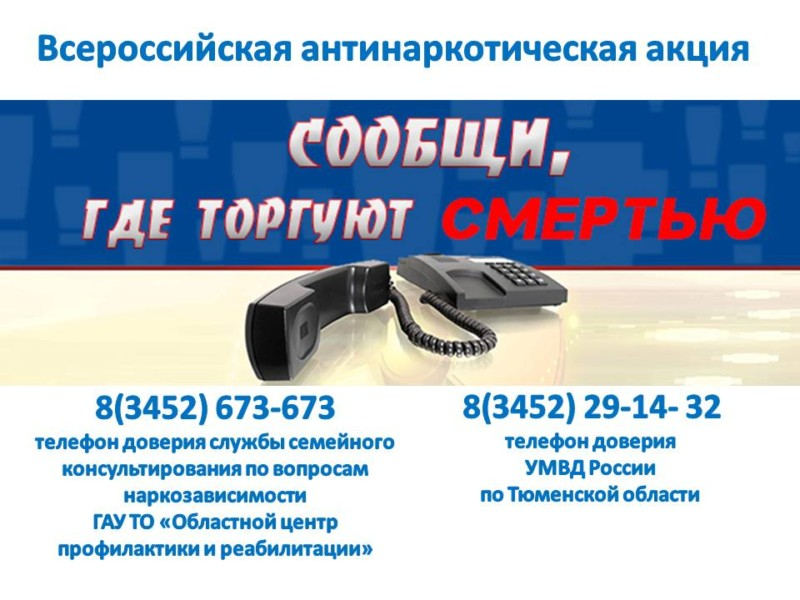 Всероссийская антинаркотическая акция
СООБЩИ,
ГДЕ ТОРГУЮТ СМЕРТЬЮ
8(3452) 673-673
телефон доверия службы семейного
консультирования по вопросам
наркозависимости
ГАУ ТО «Областной центр
профилактики и реабилитации»
8(3452) 29-14- 32
телефон доверия
УМВД России
по Тюменской области